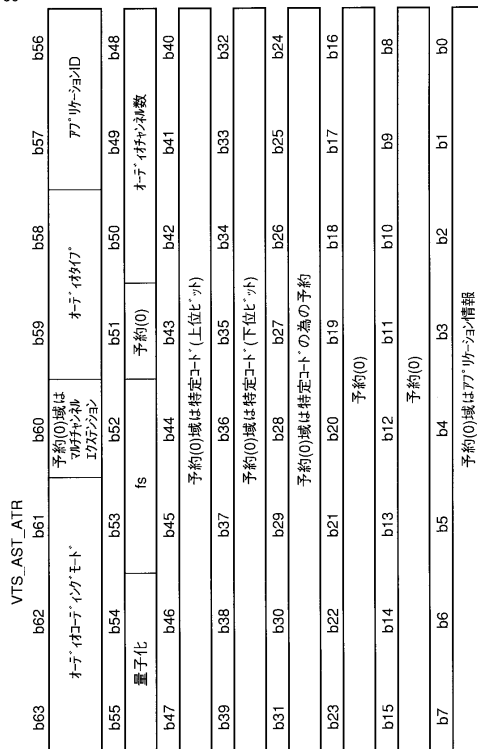 VTS_AST_ATR
b63 b62 b61 b60 b59 b58 b57 b56
オーディオコーディングモード
予約(0)域は
マルチチャンネル
エクステンション
オーディオタイプ
アプリケーションID
b55 b54 b53 b52 b51 b50 b49 b48
量子化 fs 予約(0) オーディオチャンネル数
b47 b46 b45 b44 b43 b42 b41 b40
予約(0)域は特定コード(上位ビット)
b39 b38 b37 b36 b35 b34 b33 b32
予約(0)域は特定コード(下位ビット)
b31 b30 b29 b28 b27 b26 b25 b24
予約(0)域は特定コードの為の予約
b23 b22 b21 b20 b19 b18 b17 b16
予約(0)
b15 b14 b13 b12 b11 b10 b9 b8
予約(0)
b7 b6 b5 b4 b3 b2 b1 b0
予約(0)域はアプリケーション情報